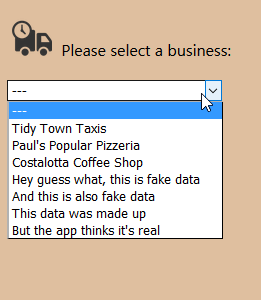 Please select a business:
---
---
Tidy Town Taxis
Paul's Popular Pizzeria
Costalotta Coffee Shop
Hey guess what, this is fake data
And this is also fake data
This data was made up
But the app thinks it's real